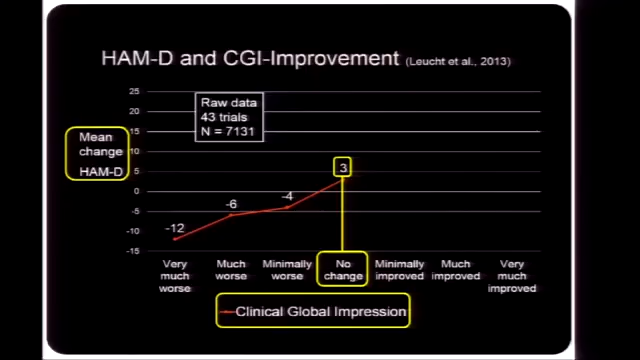 HAM-D and CGI-Improvement (Leucht et al., 2013)
25
20
15
10
5
0
-5
-10
-15
Raw data
43 trials
N = 7131
Mean
change
HAM-D
-12
-6
-4
3
Very
much
worse
Much
worse
Minimally
worse
No
change
Minimally
improved
Much
improved
Very
much
improved
Clinical Global Impression